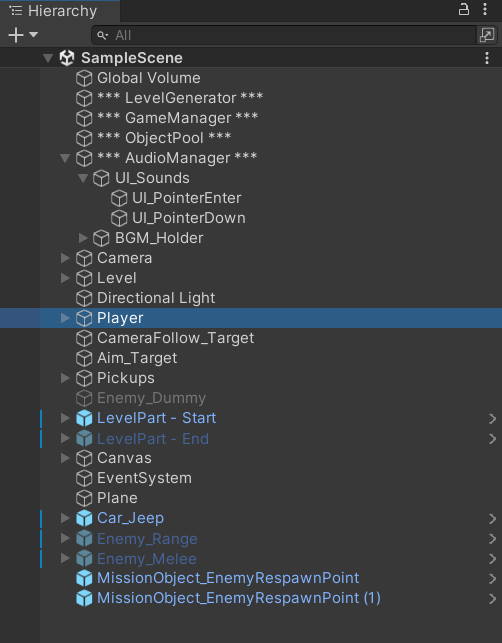 Hierarchy
All
SampleScene
Global Volume
*** LevelGenerator ***
*** GameManager ***
*** ObjectPool ***
*** AudioManager ***
UI_Sounds
UI_PointerEnter
UI_PointerDown
BGM_Holder
Camera
Level
Directional Light
Player
CameraFollow_Target
Aim_Target
Pickups
Enemy_Dummy
LevelPart - Start
LevelPart - End
Canvas
EventSystem
Plane
Car_Jeep
Enemy_Range
Enemy_Melee
MissionObject_EnemyRespawnPoint
MissionObject_EnemyRespawnPoint (1)